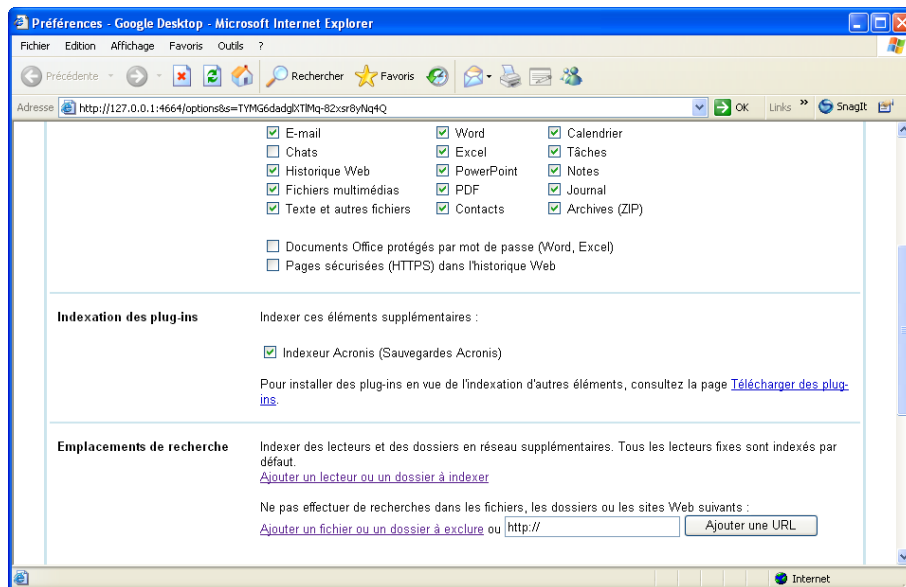 Préférences - Google Desktop - Microsoft Internet Explorer
Fichier Edition Affichage Favoris Outils ?
Précédente Rechercher Favoris
Adresse http://127.0.0.1:4664/options&s=TYMG6dadglXTlMq-82xsr8yNq4Q OK Links » SnagIt
E-mail Word Calendrier
Chats Excel Tâches
Historique Web PowerPoint Notes
Fichiers multimédias PDF Journal
Texte et autres fichiers Contacts Archives (ZIP)
Documents Office protégés par mot de passe (Word, Excel)
Pages sécurisées (HTTPS) dans l'historique Web
Indexation des plug-ins Indexer ces éléments supplémentaires :
Indexeur Acronis (Sauvegardes Acronis)
Pour installer des plug-ins en vue de l'indexation d'autres éléments, consultez la page Télécharger des plug-
ins.
Emplacements de recherche Indexer des lecteurs et des dossiers en réseau supplémentaires. Tous les lecteurs fixes sont indexés par
défaut.
Ajouter un lecteur ou un dossier à indexer
Ne pas effectuer de recherches dans les fichiers, les dossiers ou les sites Web suivants :
Ajouter un fichier ou un dossier à exclure ou http:// Ajouter une URL
Internet